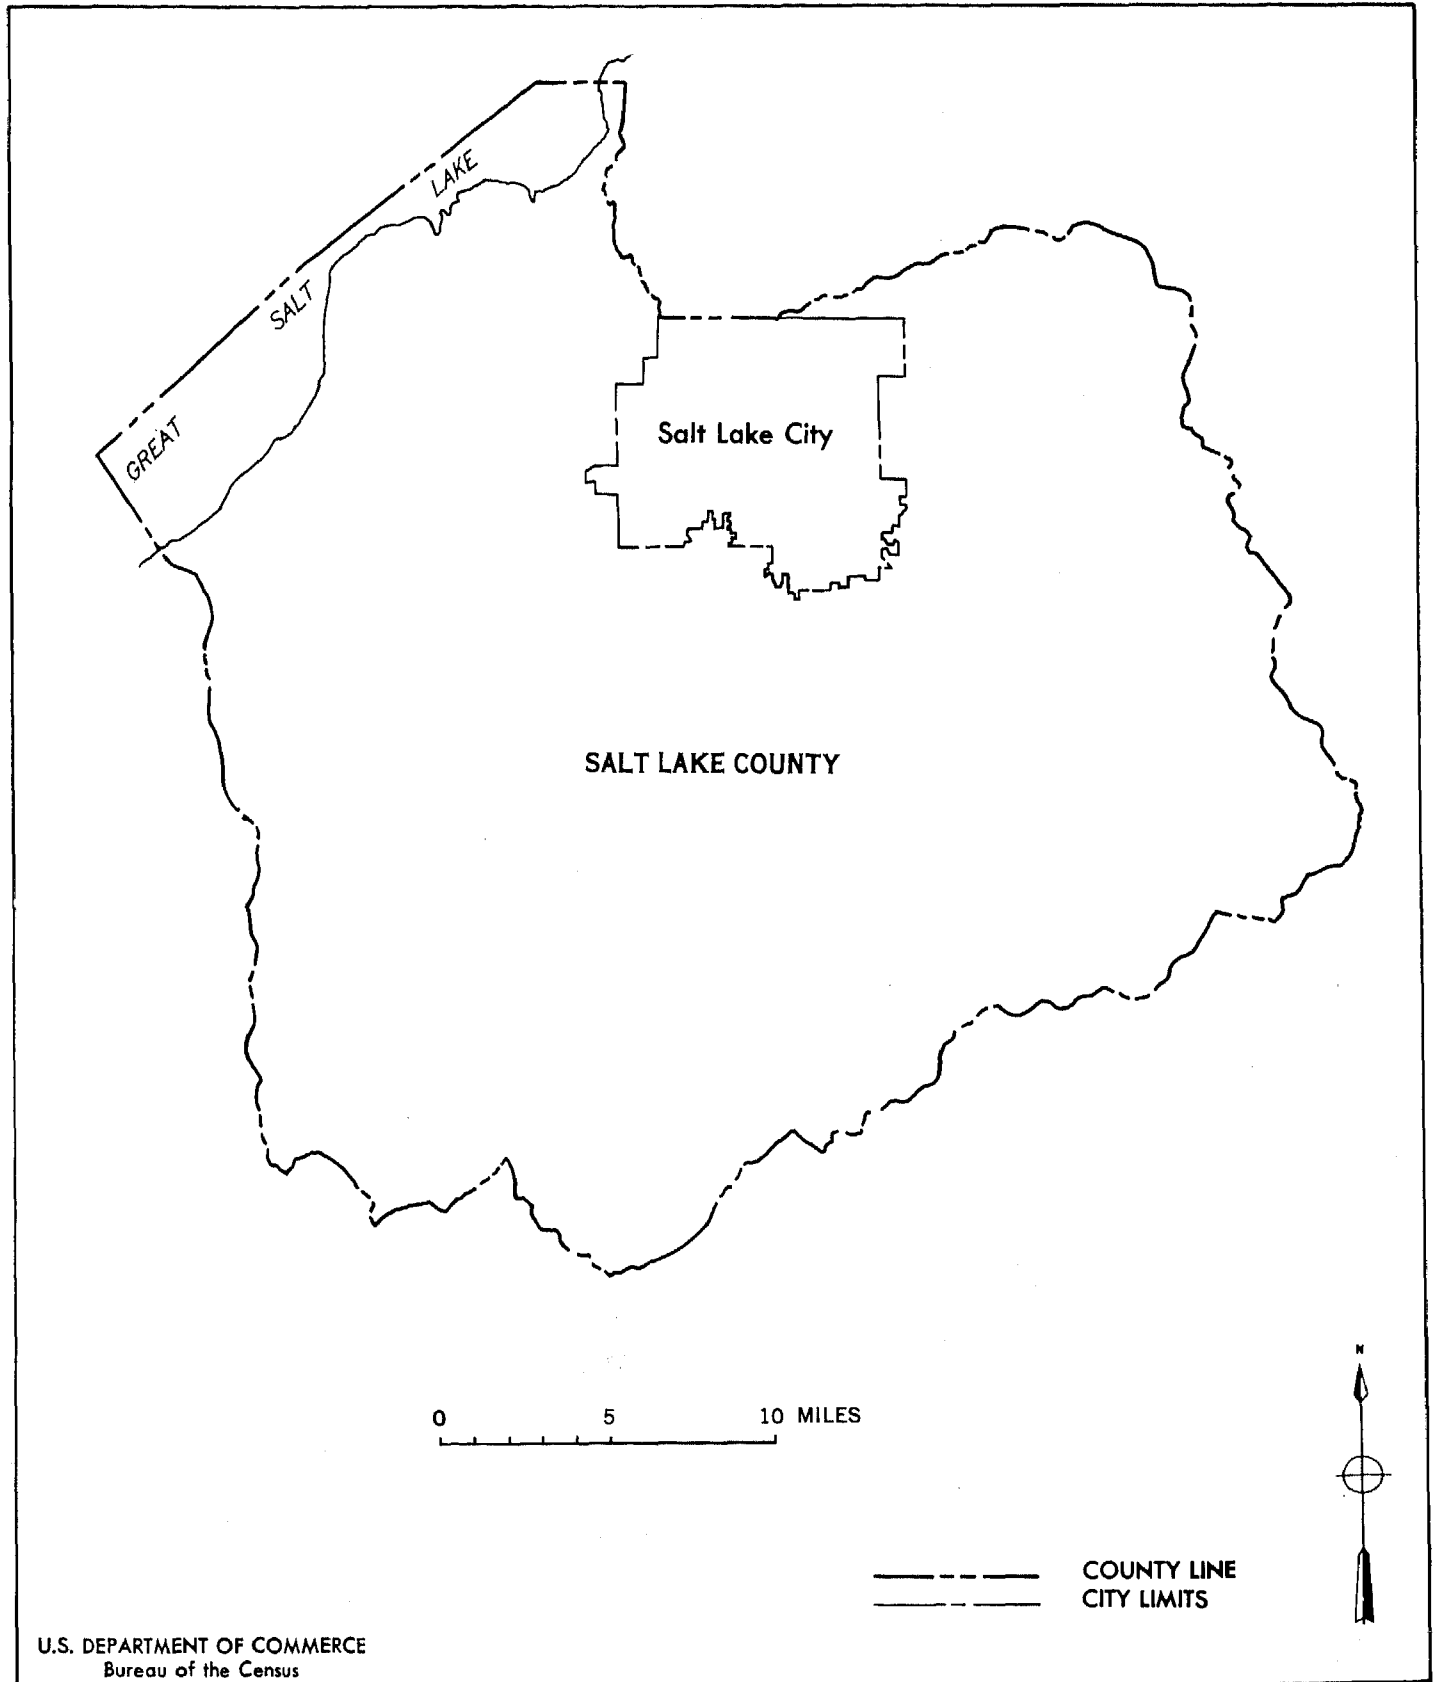 LAKE
SALT
GREAT
Salt Lake City
SALT LAKE COUNTY
0 5 10 MILES
N
COUNTY LINE
CITY LIMITS
U.S. DEPARTMENT OF COMMERCE
Bureau of the Census